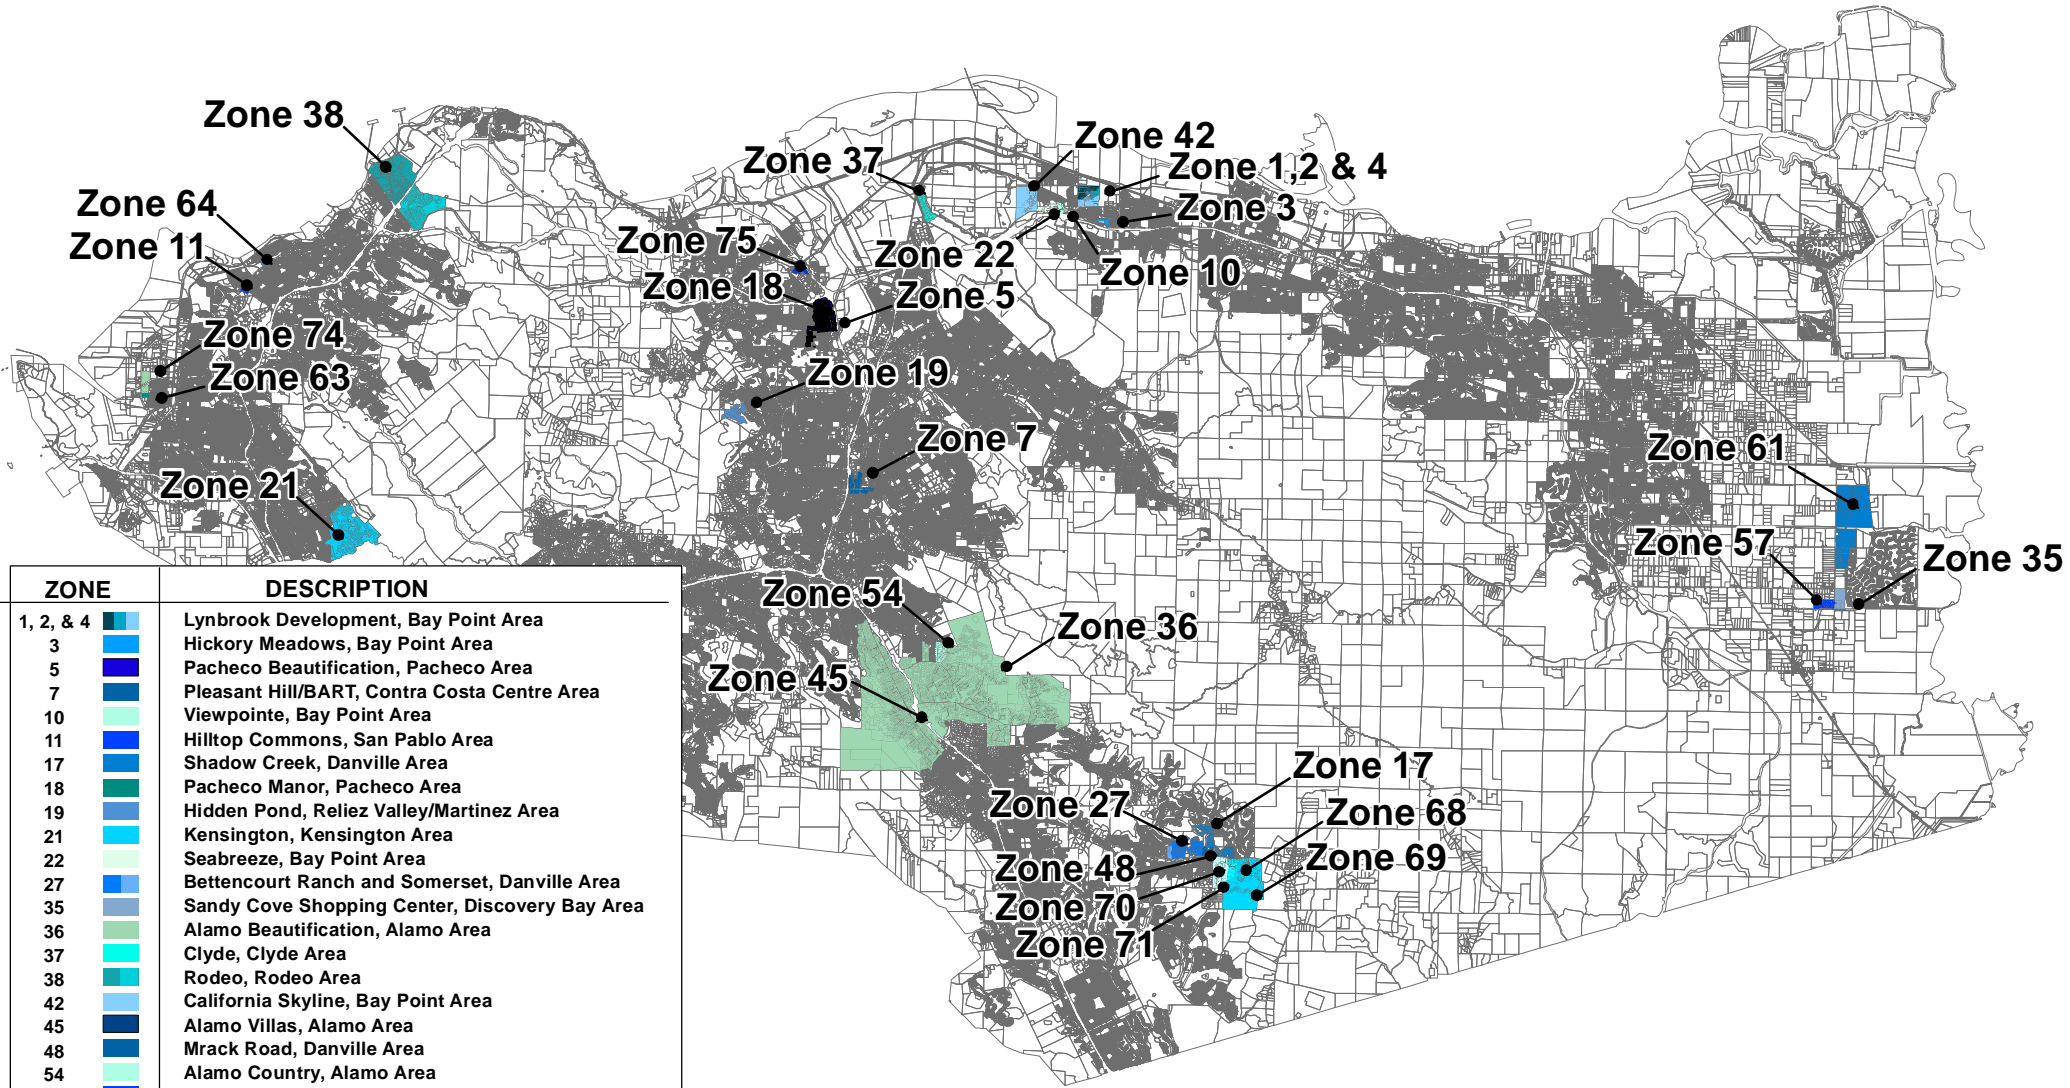 Zone 38
Zone 42
Zone 37
Zone 1,2 & 4
Zone 64
Zone 3
Zone 11
Zone 75
Zone 22
Zone 10
Zone 18
Zone 5
Zone 74
Zone 63
Zone 19
Zone 7
Zone 61
Zone 21
Zone 57
Zone 35
Zone 54
Zone 36
Zone 45
Zone 17
Zone 27
Zone 68
Zone 48
Zone 69
Zone 70
Zone 71
ZONE DESCRIPTION
1, 2, & 4 Lynbrook Development, Bay Point Area
3 Hickory Meadows, Bay Point Area
5 Pacheco Beautification, Pacheco Area
7 Pleasant Hill/BART, Contra Costa Centre Area
10 Viewpointe, Bay Point Area
11 Hilltop Commons, San Pablo Area
17 Shadow Creek, Danville Area
18 Pacheco Manor, Pacheco Area
19 Hidden Pond, Reliez Valley/Martinez Area
21 Kensington, Kensington Area
22 Seabreeze, Bay Point Area
27 Bettencourt Ranch and Somerset, Danville Area
35 Sandy Cove Shopping Center, Discovery Bay Area
36 Alamo Beautification, Alamo Area
37 Clyde, Clyde Area
38 Rodeo, Rodeo Area
42 California Skyline, Bay Point Area
45 Alamo Villas, Alamo Area
48 Mrack Road, Danville Area
54 Alamo Country, Alamo Area